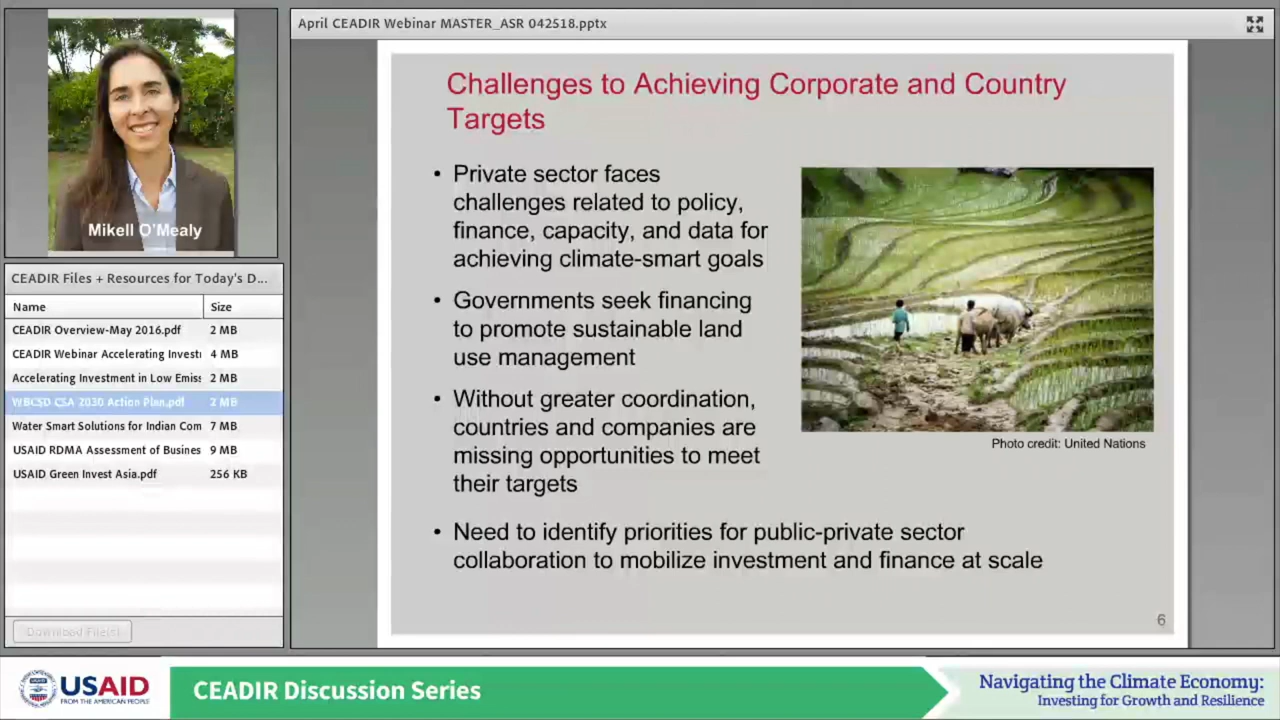 April CEADIR Webinar MASTER_ASR 042518.pptx
Mikell O'Mealy
CEADIR Files + Resources for Today's D...
Name Size
CEADIR Overview-May 2016.pdf 2 MB
CEADIR Webinar Accelerating Investi 4 MB
Accelerating Investment in Low Emiss 2 MB
WBCSD CSA 2030 Action Plan.pdf 2 MB
Water Smart Solutions for Indian Com 7 MB
USAID RDMA Assessment of Busines 9 MB
USAID Green Invest Asia.pdf 256 KB
Download File(s)
Challenges to Achieving Corporate and Country
Targets
• Private sector faces
challenges related to policy,
finance, capacity, and data for
achieving climate-smart goals
• Governments seek financing
to promote sustainable land
use management
• Without greater coordination,
countries and companies are
missing opportunities to meet
their targets
• Need to identify priorities for public-private sector
collaboration to mobilize investment and finance at scale
Photo credit: United Nations
6
USAID
FROM THE AMERICAN PEOPLE
CEADIR Discussion Series
Navigating the Climate Economy:
Investing for Growth and Resilience